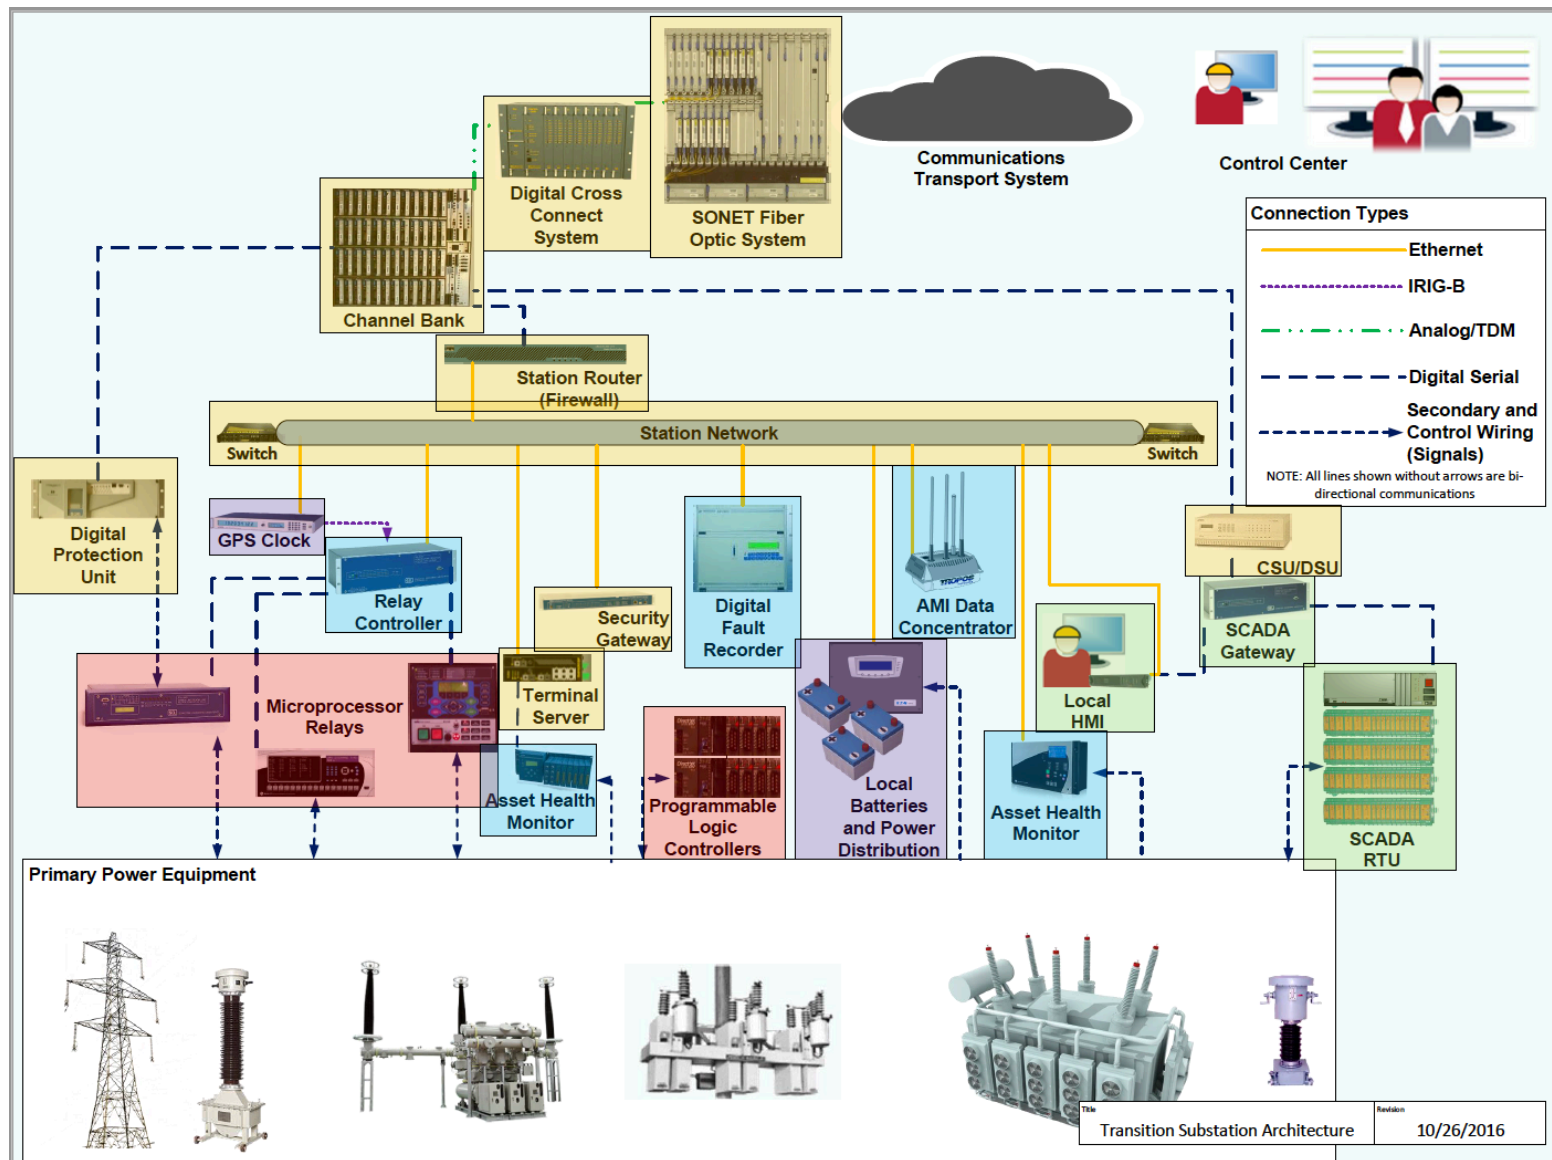 Communications
Transport System
Control Center
Digital Cross
Connect
System
SONET Fiber
Optic System
Channel Bank
Connection Types
Ethernet
IRIG-B
Analog/TDM
Digital Serial
Secondary and
Control Wiring
(Signals)
NOTE: All lines shown without arrows are bi-
directional communications
Station Router
(Firewall)
Station Network
Switch
Switch
Digital
Protection
Unit
GPS Clock
Relay
Controller
Security
Gateway
Digital
Fault
Recorder
TROPOS
AMI Data
Concentrator
CSU/DSU
SCADA
Gateway
Local
HMI
Microprocessor
Relays
Terminal
Server
Asset Health
Monitor
Programmable
Logic
Controllers
Local
Batteries
and Power
Distribution
Asset Health
Monitor
SCADA
RTU
Primary Power Equipment
Title
Transition Substation Architecture
Revision
10/26/2016